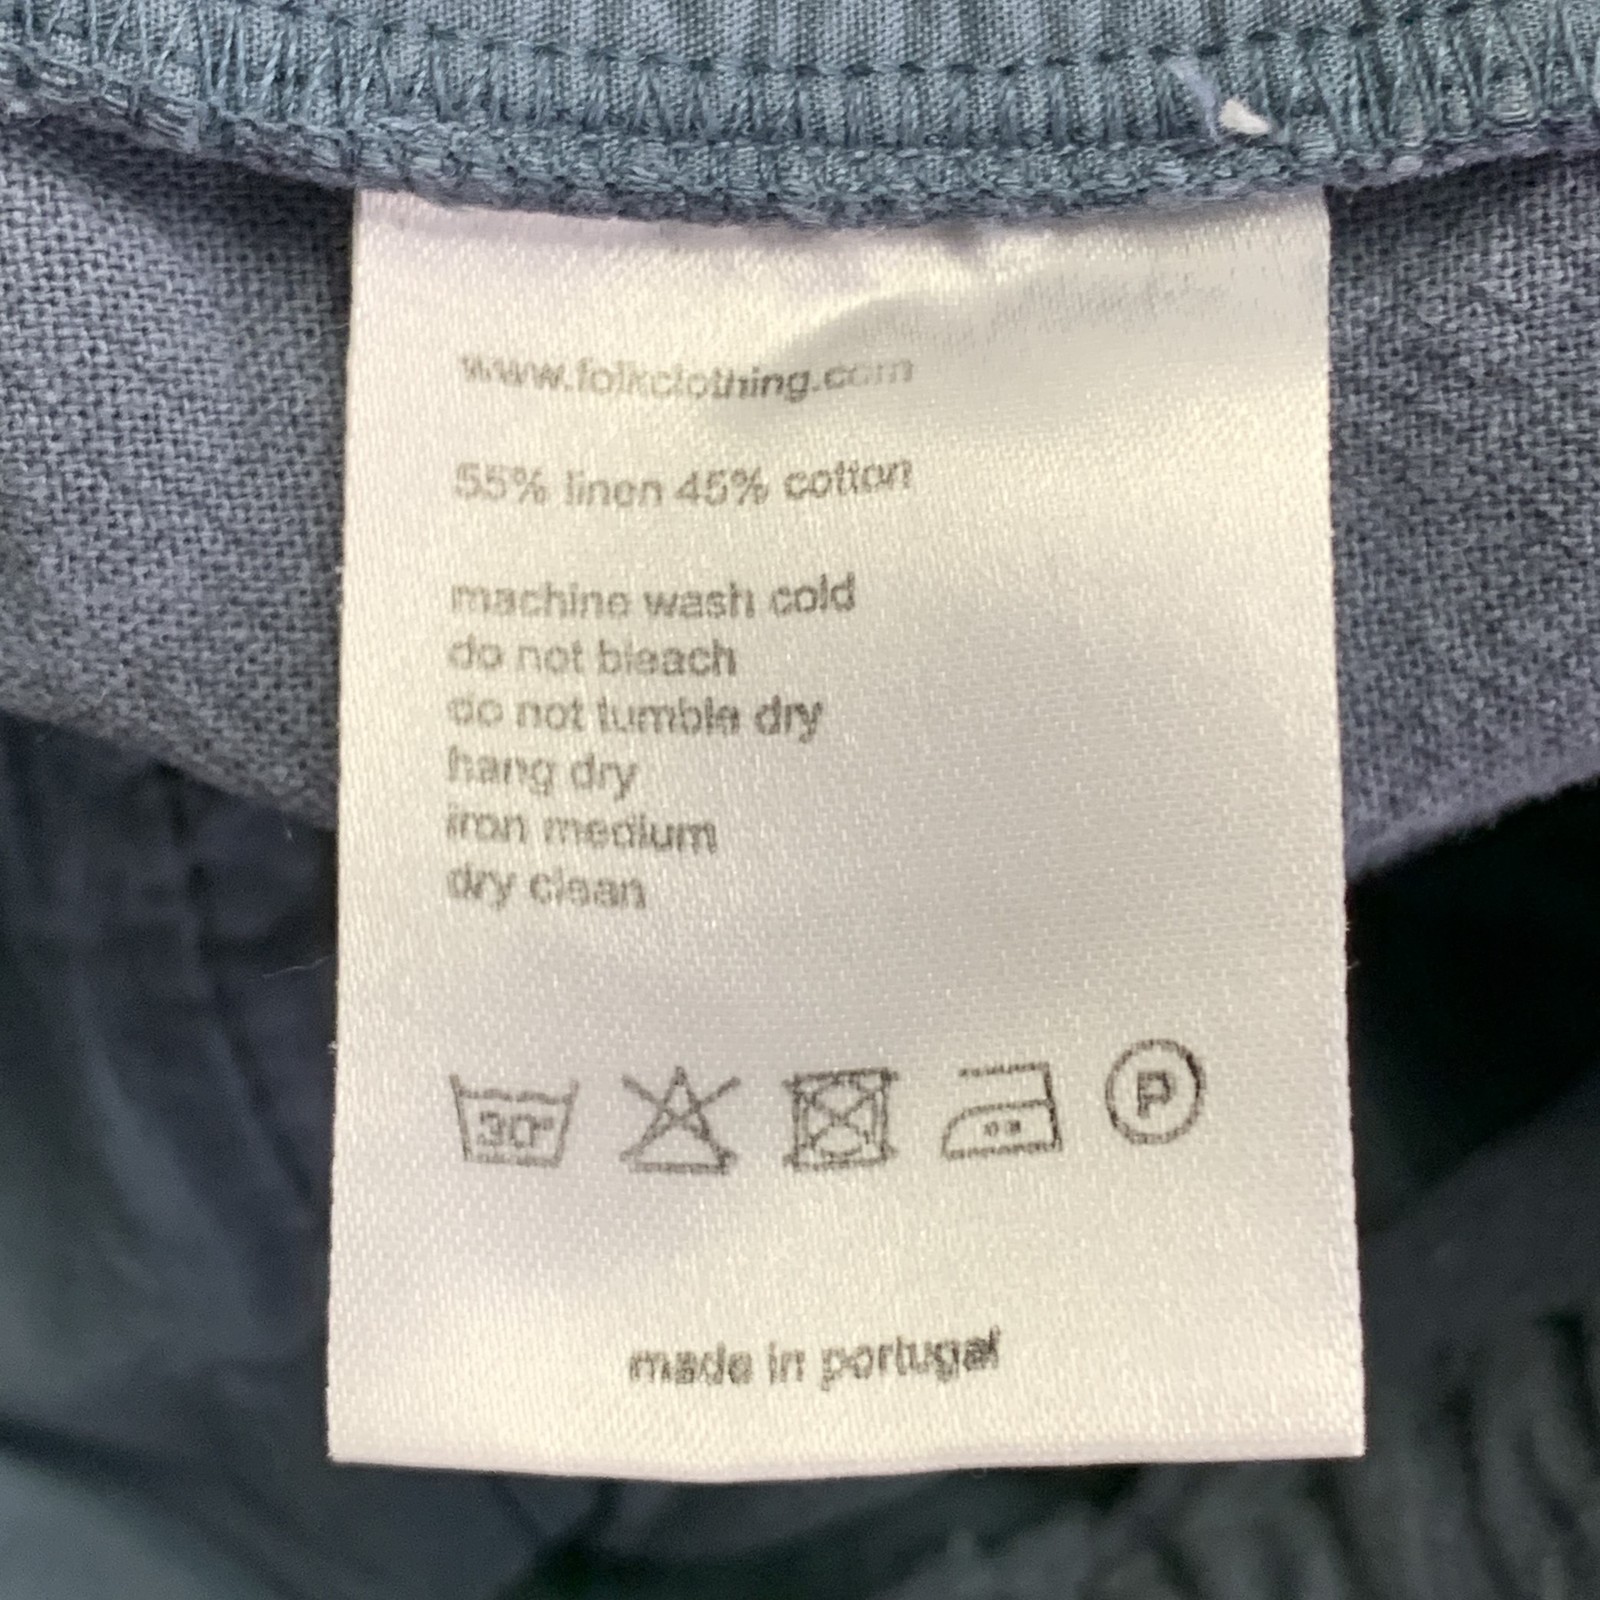 www.folkclothing.com
55% linen 45% cotton
machine wash cold
do not bleach
do not tumble dry
hang dry
iron medium
dry clean
30° P
made in portugal